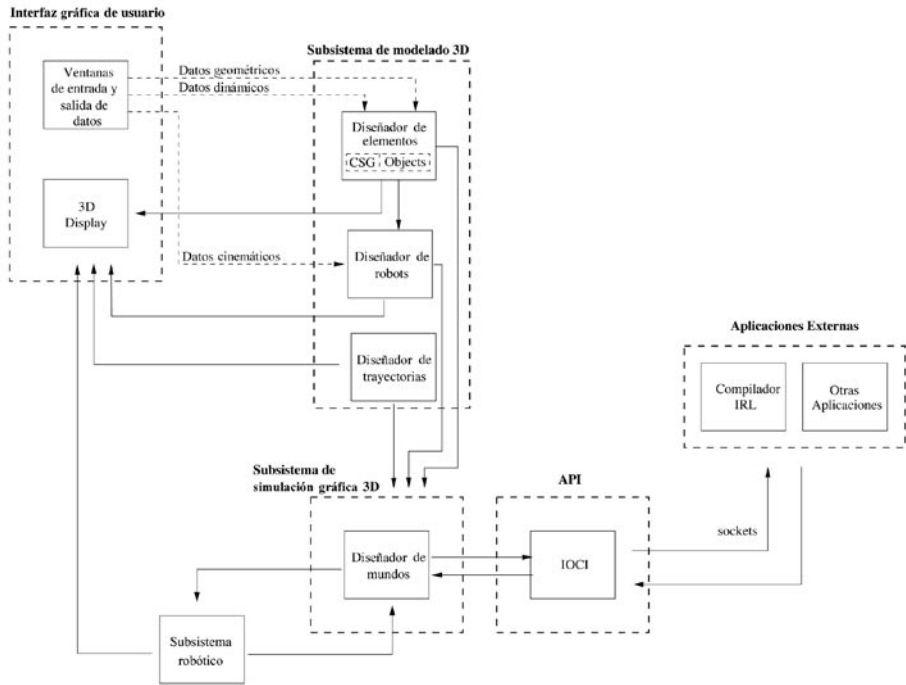 Interfaz gráfica de usuario
Ventanas
de entrada y
salida de
datos
3D
Display
Datos geométricos
Datos dinámicos
Datos cinemáticos
Subsistema de modelado 3D
Diseñador de
elementos
CSG Objects
Diseñador de
robots
Diseñador de
trayectorias
Aplicaciones Externas
Compilador
IRL
Otras
Aplicaciones
Subsistema de
simulación gráfica 3D
Diseñador de
mundos
API
IOCI
sockets
Subsistema
robótico